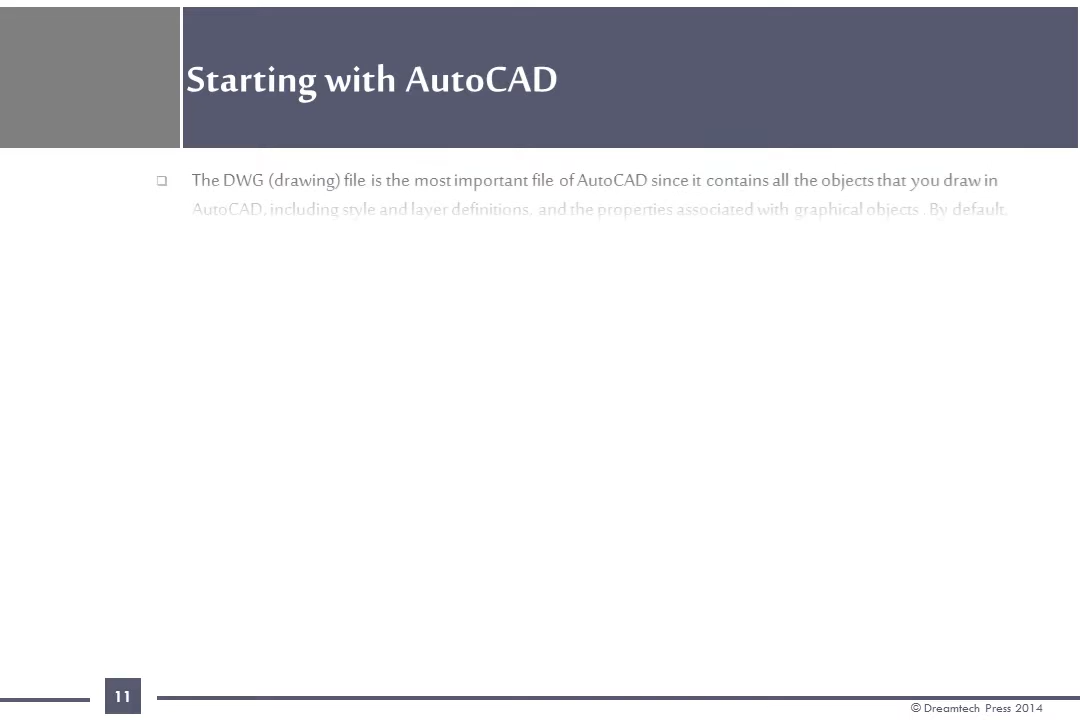 Starting with AutoCAD
❑ The DWG (drawing) file is the most important file of AutoCAD since it contains all the objects that you draw in
AutoCAD, including style and layer definitions, and the properties associated with graphical objects . By default,
11
© Dreamtech Press 2014